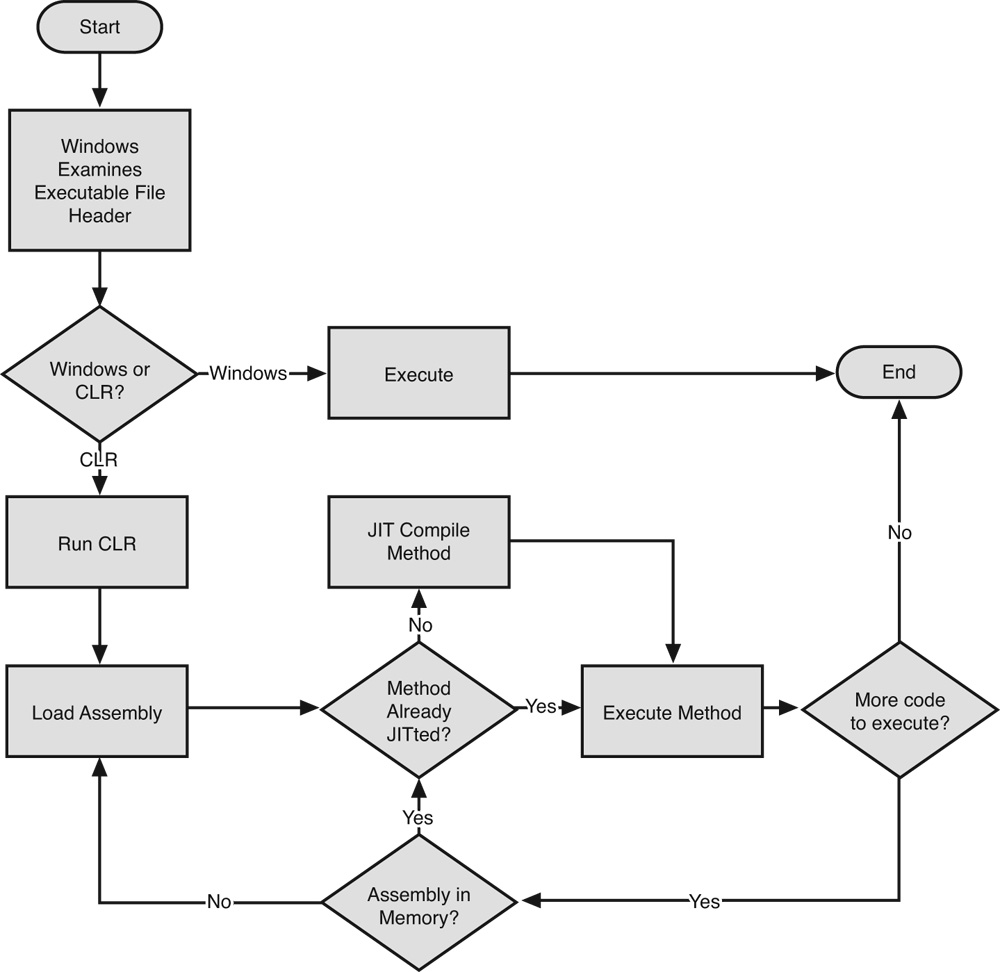 Start
Windows
Examines
Executable File
Header
Windows or
CLR?
Windows
Execute
End
CLR
Run CLR
JIT Compile
Method
No
No
Load Assembly
Method
Already
JITted?
Yes
Execute Method
More code
to execute?
Yes
Assembly in
Memory?
No
Yes